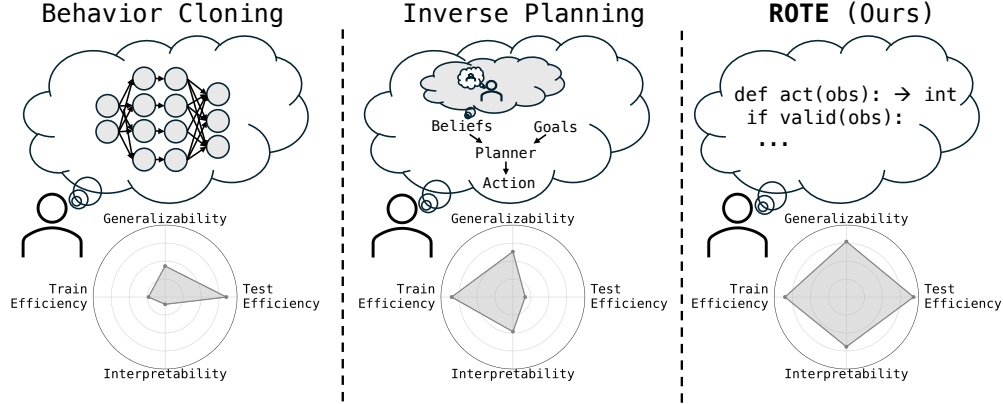 Behavior Cloning
Generalizability
Train
Efficiency
Test
Efficiency
Interpretability
Inverse Planning
Beliefs
Goals
Planner
Action
Generalizability
Train
Efficiency
Test
Efficiency
Interpretability
ROTE (Ours)
def act(obs): → int
if valid(obs):
...
Generalizability
Train
Efficiency
Test
Efficiency
Interpretability